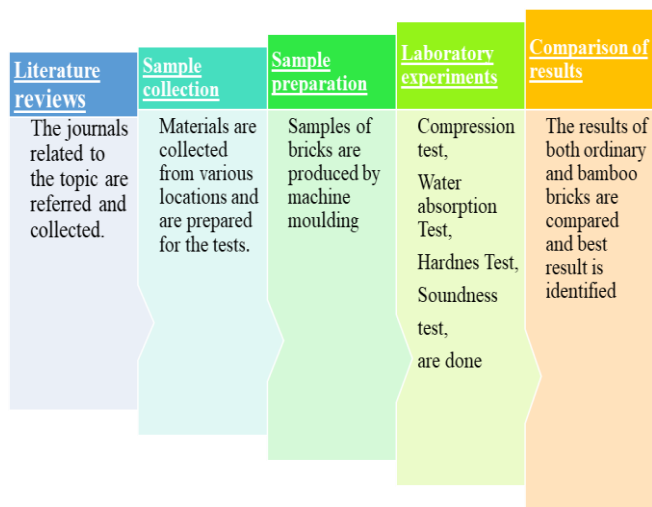 Literature
reviews
The journals
related to
the topic are
referred and
collected.
Sample
collection
Materials are
collected
from various
locations and
are prepared
for the tests.
Sample
preparation
Samples of
bricks are
produced by
machine
moulding
Laboratory
experiments
Compression
test,
Water
absorption
Test,
Hardnes Test,
Soundness
test,
are done
Comparison of
results
The results of
both ordinary
and bamboo
bricks are
compared
and best
result is
identified